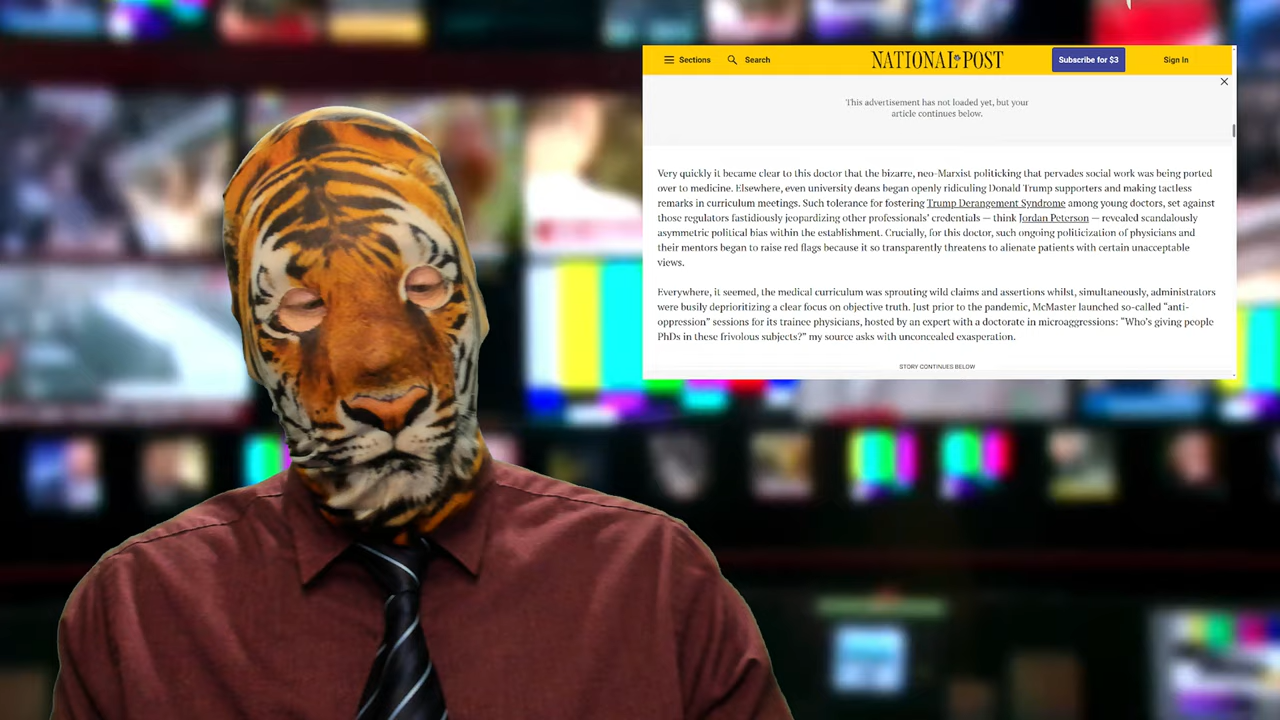 Sections
Search
NATIONAL POST
Subscribe for $3
Sign In
This advertisement has not loaded yet, but your
article continues below.
Very quickly it became clear to this doctor that the bizarre, neo-Marxist politicking that pervades social work was being ported
over to medicine. Elsewhere, even university deans began openly ridiculing Donald Trump supporters and making tactless
remarks in curriculum meetings. Such tolerance for fostering Trump Derangement Syndrome among young doctors, set against
those regulators fastidiously jeopardizing other professionals' credentials — think Jordan Peterson — revealed scandalously
asymmetric political bias within the establishment. Crucially, for this doctor, such ongoing politicization of physicians and
their mentors began to raise red flags because it so transparently threatens to alienate patients with certain unacceptable
views.
Everywhere, it seemed, the medical curriculum was sprouting wild claims and assertions whilst, simultaneously, administrators
were busily deprioritizing a clear focus on objective truth. Just prior to the pandemic, McMaster launched so-called “anti-
oppression” sessions for its trainee physicians, hosted by an expert with a doctorate in microaggressions: “Who’s giving people
PhDs in these frivolous subjects?” my source asks with unconcealed exasperation.
STORY CONTINUES BELOW